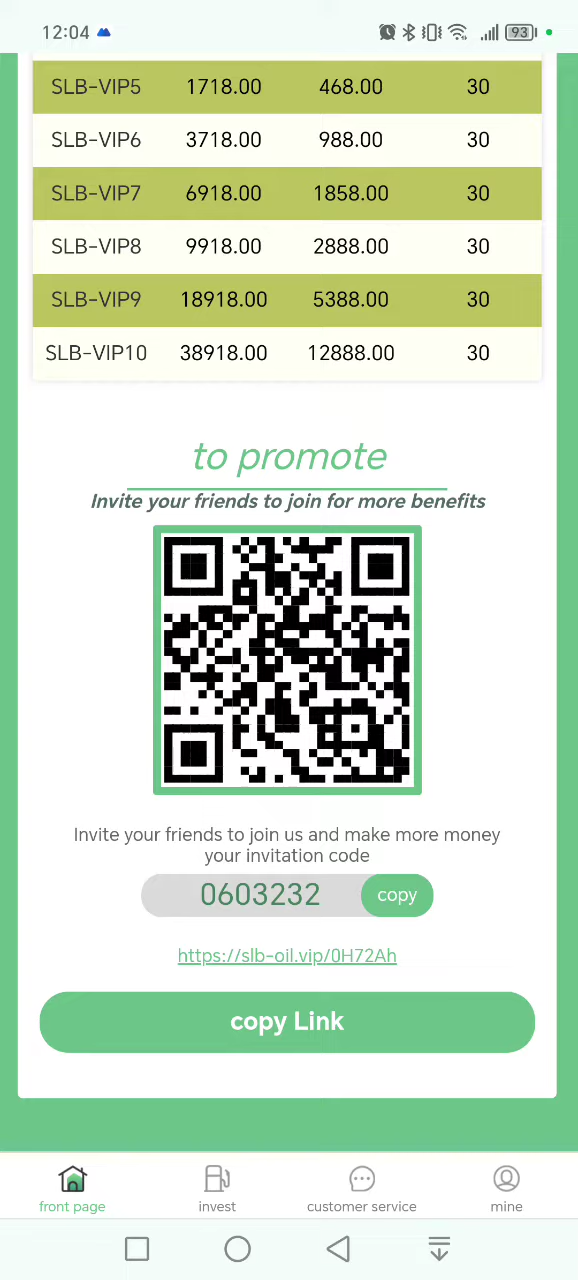 12:04 93
SLB-VIP5 1718.00 468.00 30
SLB-VIP6 3718.00 988.00 30
SLB-VIP7 6918.00 1858.00 30
SLB-VIP8 9918.00 2888.00 30
SLB-VIP9 18918.00 5388.00 30
SLB-VIP10 38918.00 12888.00 30
to promote
Invite your friends to join for more benefits
Invite your friends to join us and make more money
your invitation code
0603232 copy
https://slb-oil.vip/0H72Ah
copy Link
front page invest customer service mine